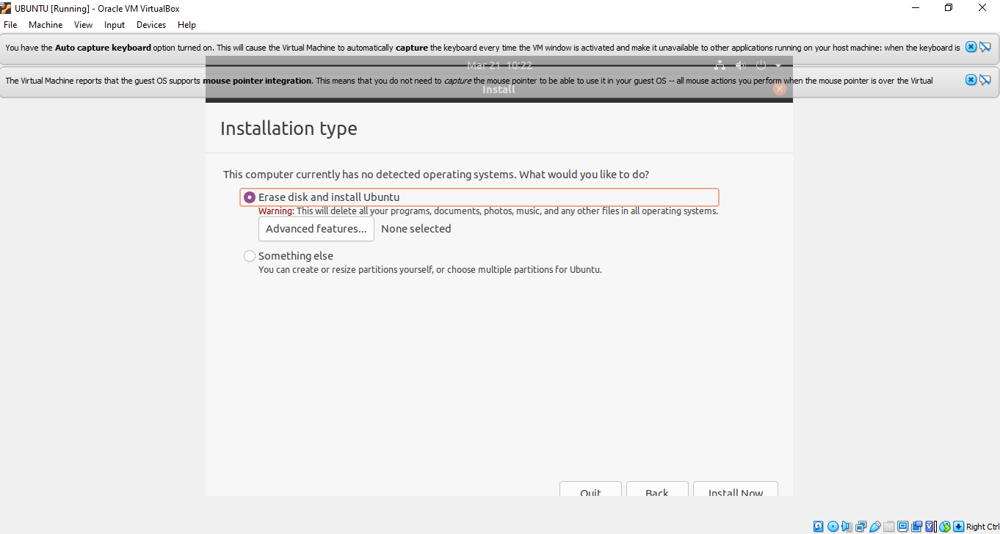 UBUNTU [Running] - Oracle VM VirtualBox
File Machine View Input Devices Help
You have the Auto capture keyboard option turned on. This will cause the Virtual Machine to automatically capture the keyboard every time the VM window is activated and make it unavailable to other applications running on your host machine: when the keyboard is
Mar 21 10:22
The Virtual Machine reports that the guest OS supports mouse pointer integration. This means that you do not need to capture the mouse pointer to be able to use it in your guest OS -- all mouse actions you perform when the mouse pointer is over the Virtual
Install
Installation type
This computer currently has no detected operating systems. What would you like to do?
Erase disk and install Ubuntu
Warning: This will delete all your programs, documents, photos, music, and any other files in all operating systems.
Advanced features... None selected
Something else
You can create or resize partitions yourself, or choose multiple partitions for Ubuntu.
Quit Back Install Now
Right Ctrl